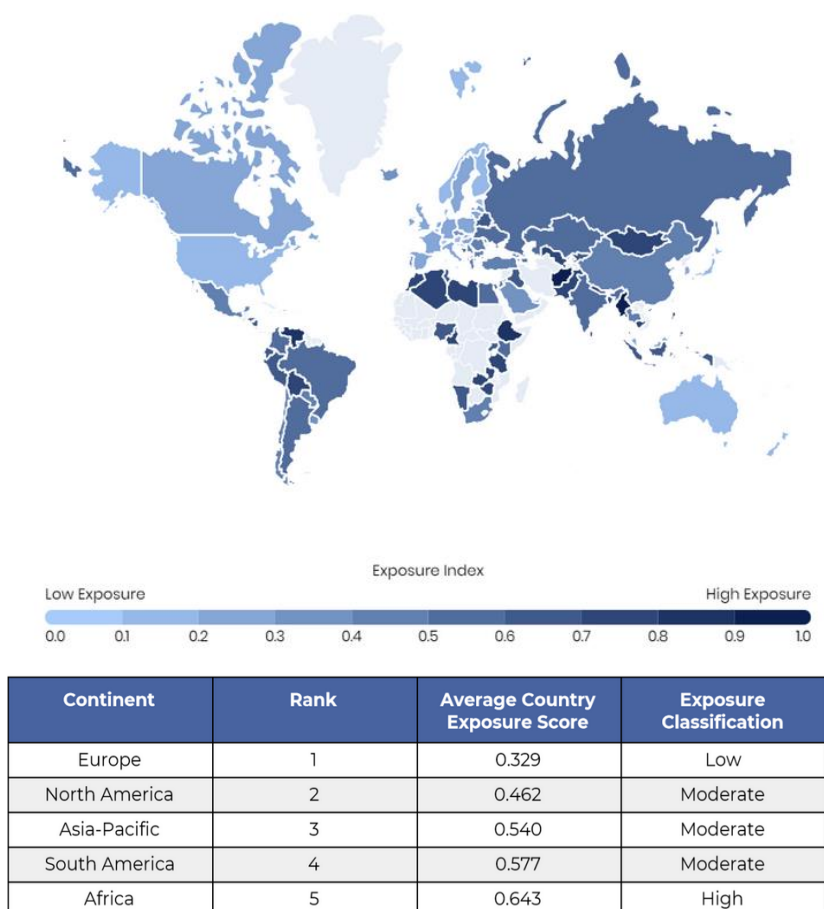 Exposure Index
Low Exposure High Exposure
0.0 0.1 0.2 0.3 0.4 0.5 0.6 0.7 0.8 0.9 1.0
Continent Rank Average Country Exposure Score Exposure Classification
Europe 1 0.329 Low
North America 2 0.462 Moderate
Asia-Pacific 3 0.540 Moderate
South America 4 0.577 Moderate
Africa 5 0.643 High